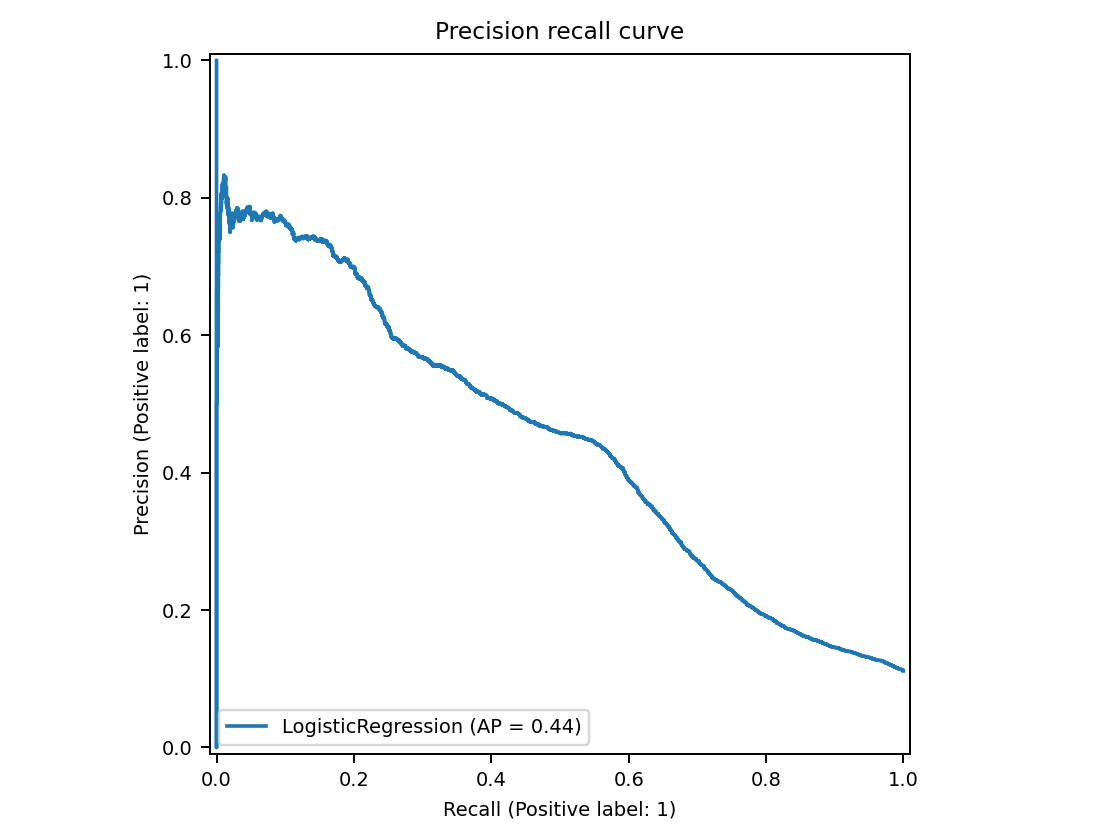 Precision recall curve
1.0
0.8
0.6
0.4
0.2
0.0
Precision (Positive label: 1)
LogisticRegression (AP = 0.44)
0.0 0.2 0.4 0.6 0.8 1.0
Recall (Positive label: 1)